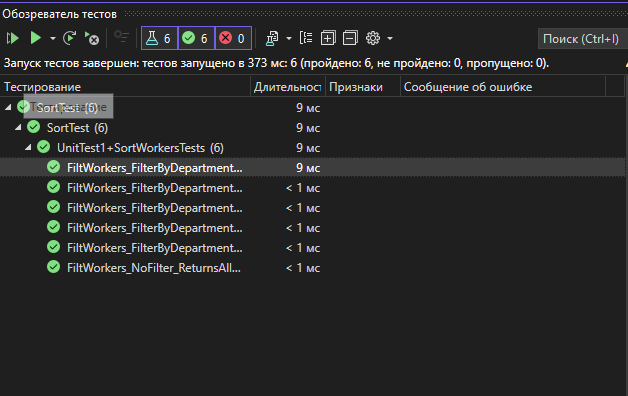 Обозреватель тестов
6 6 0 Поиск (Ctrl+I)
Запуск тестов завершен: тестов запущено в 373 мс: 6 (пройдено: 6, не пройдено: 0, пропущено: 0).
Тестирование Длительност Признаки Сообщение об ошибке
SortTest (6) 9 мс
SortTest (6) 9 мс
UnitTest1+SortWorkersTests (6) 9 мс
FiltWorkers_FilterByDepartment... 9 мс
FiltWorkers_FilterByDepartment... < 1 мс
FiltWorkers_FilterByDepartment... < 1 мс
FiltWorkers_FilterByDepartment... < 1 мс
FiltWorkers_FilterByDepartment... < 1 мс
FiltWorkers_NoFilter_ReturnsAll... < 1 мс